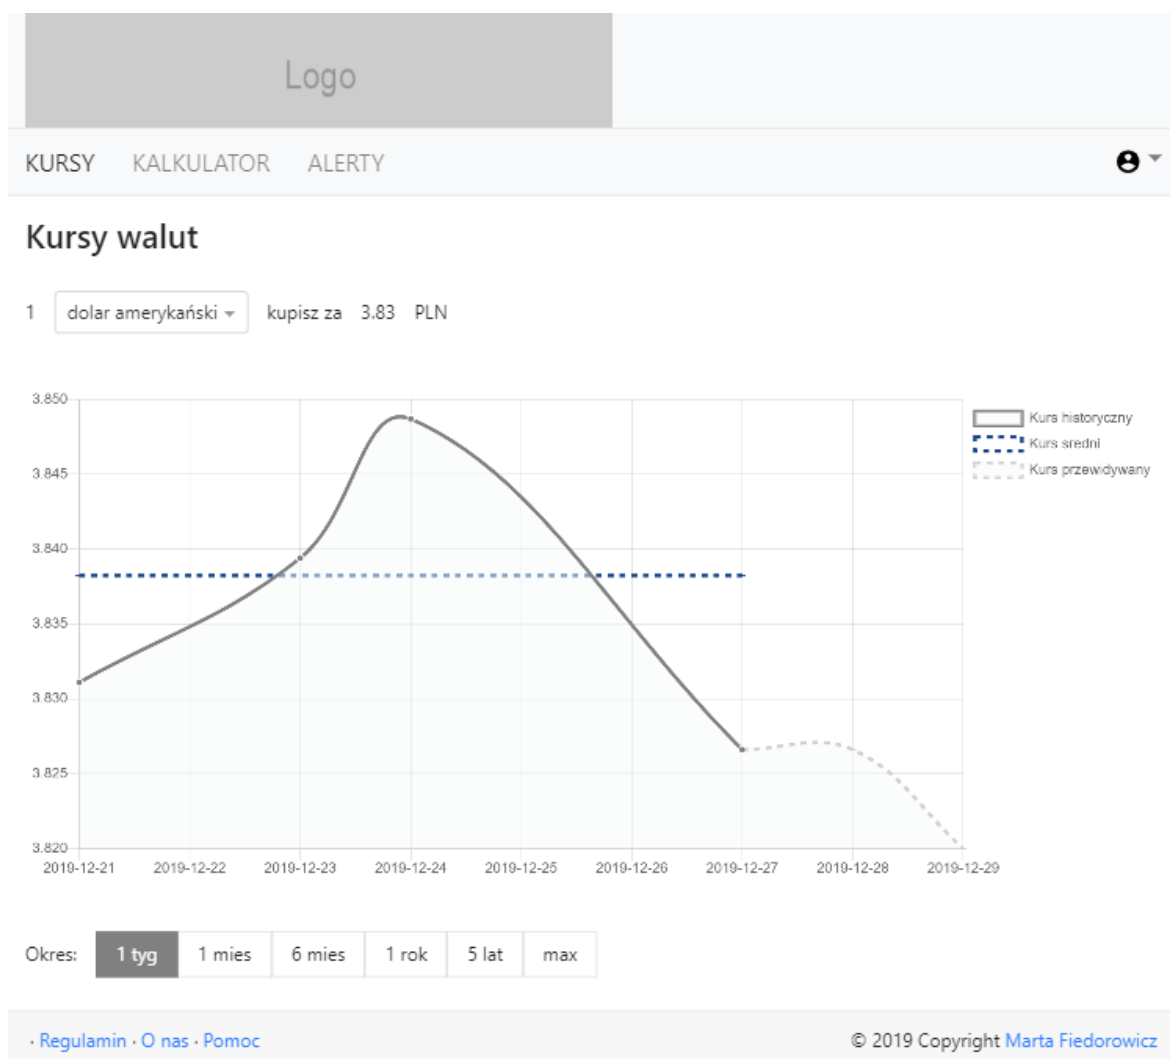 Logo
KURSY KALKULATOR ALERTY
Kursy walut
1 dolar amerykański kupisz za 3.83 PLN
3.850
Kurs historyczny
Kurs sredni
Kurs przewidywany
3.845
3.840
3.835
3.830
3.825
3.820
2019-12-21 2019-12-22 2019-12-23 2019-12-24 2019-12-25 2019-12-26 2019-12-27 2019-12-28 2019-12-29
Okres: 1 tyg 1 mies 6 mies 1 rok 5 lat max
· Regulamin · O nas · Pomoc © 2019 Copyright Marta Fiedorowicz